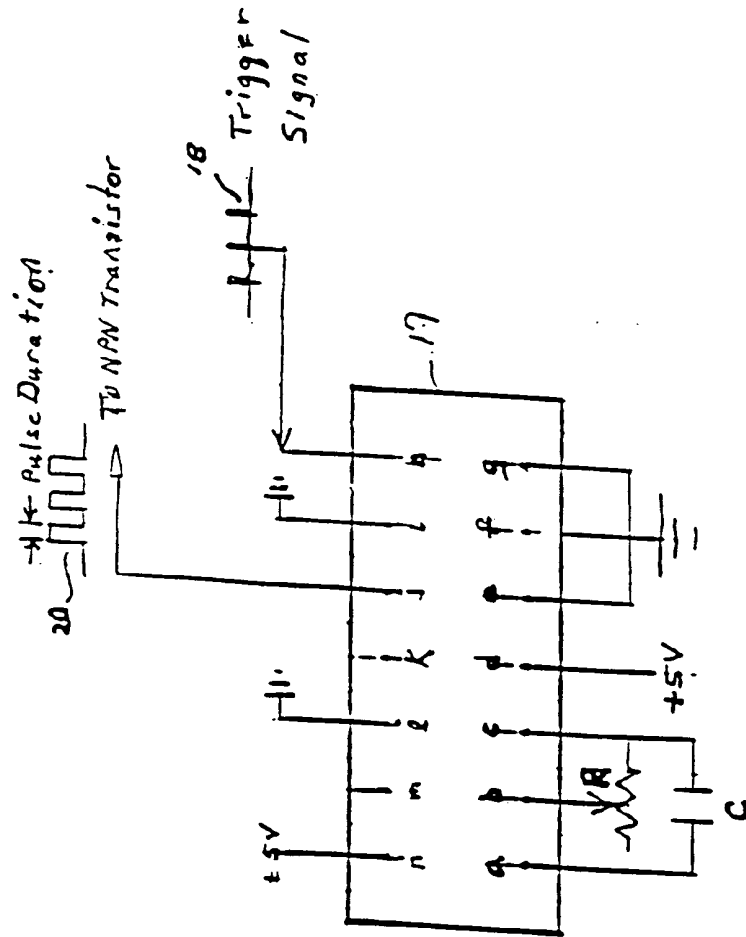 Pulse Duration
20
To NPN Transistor
18
Trigger
Signal
17
+5V
n m l k j i h
a b c d e f g
R
C
+5V